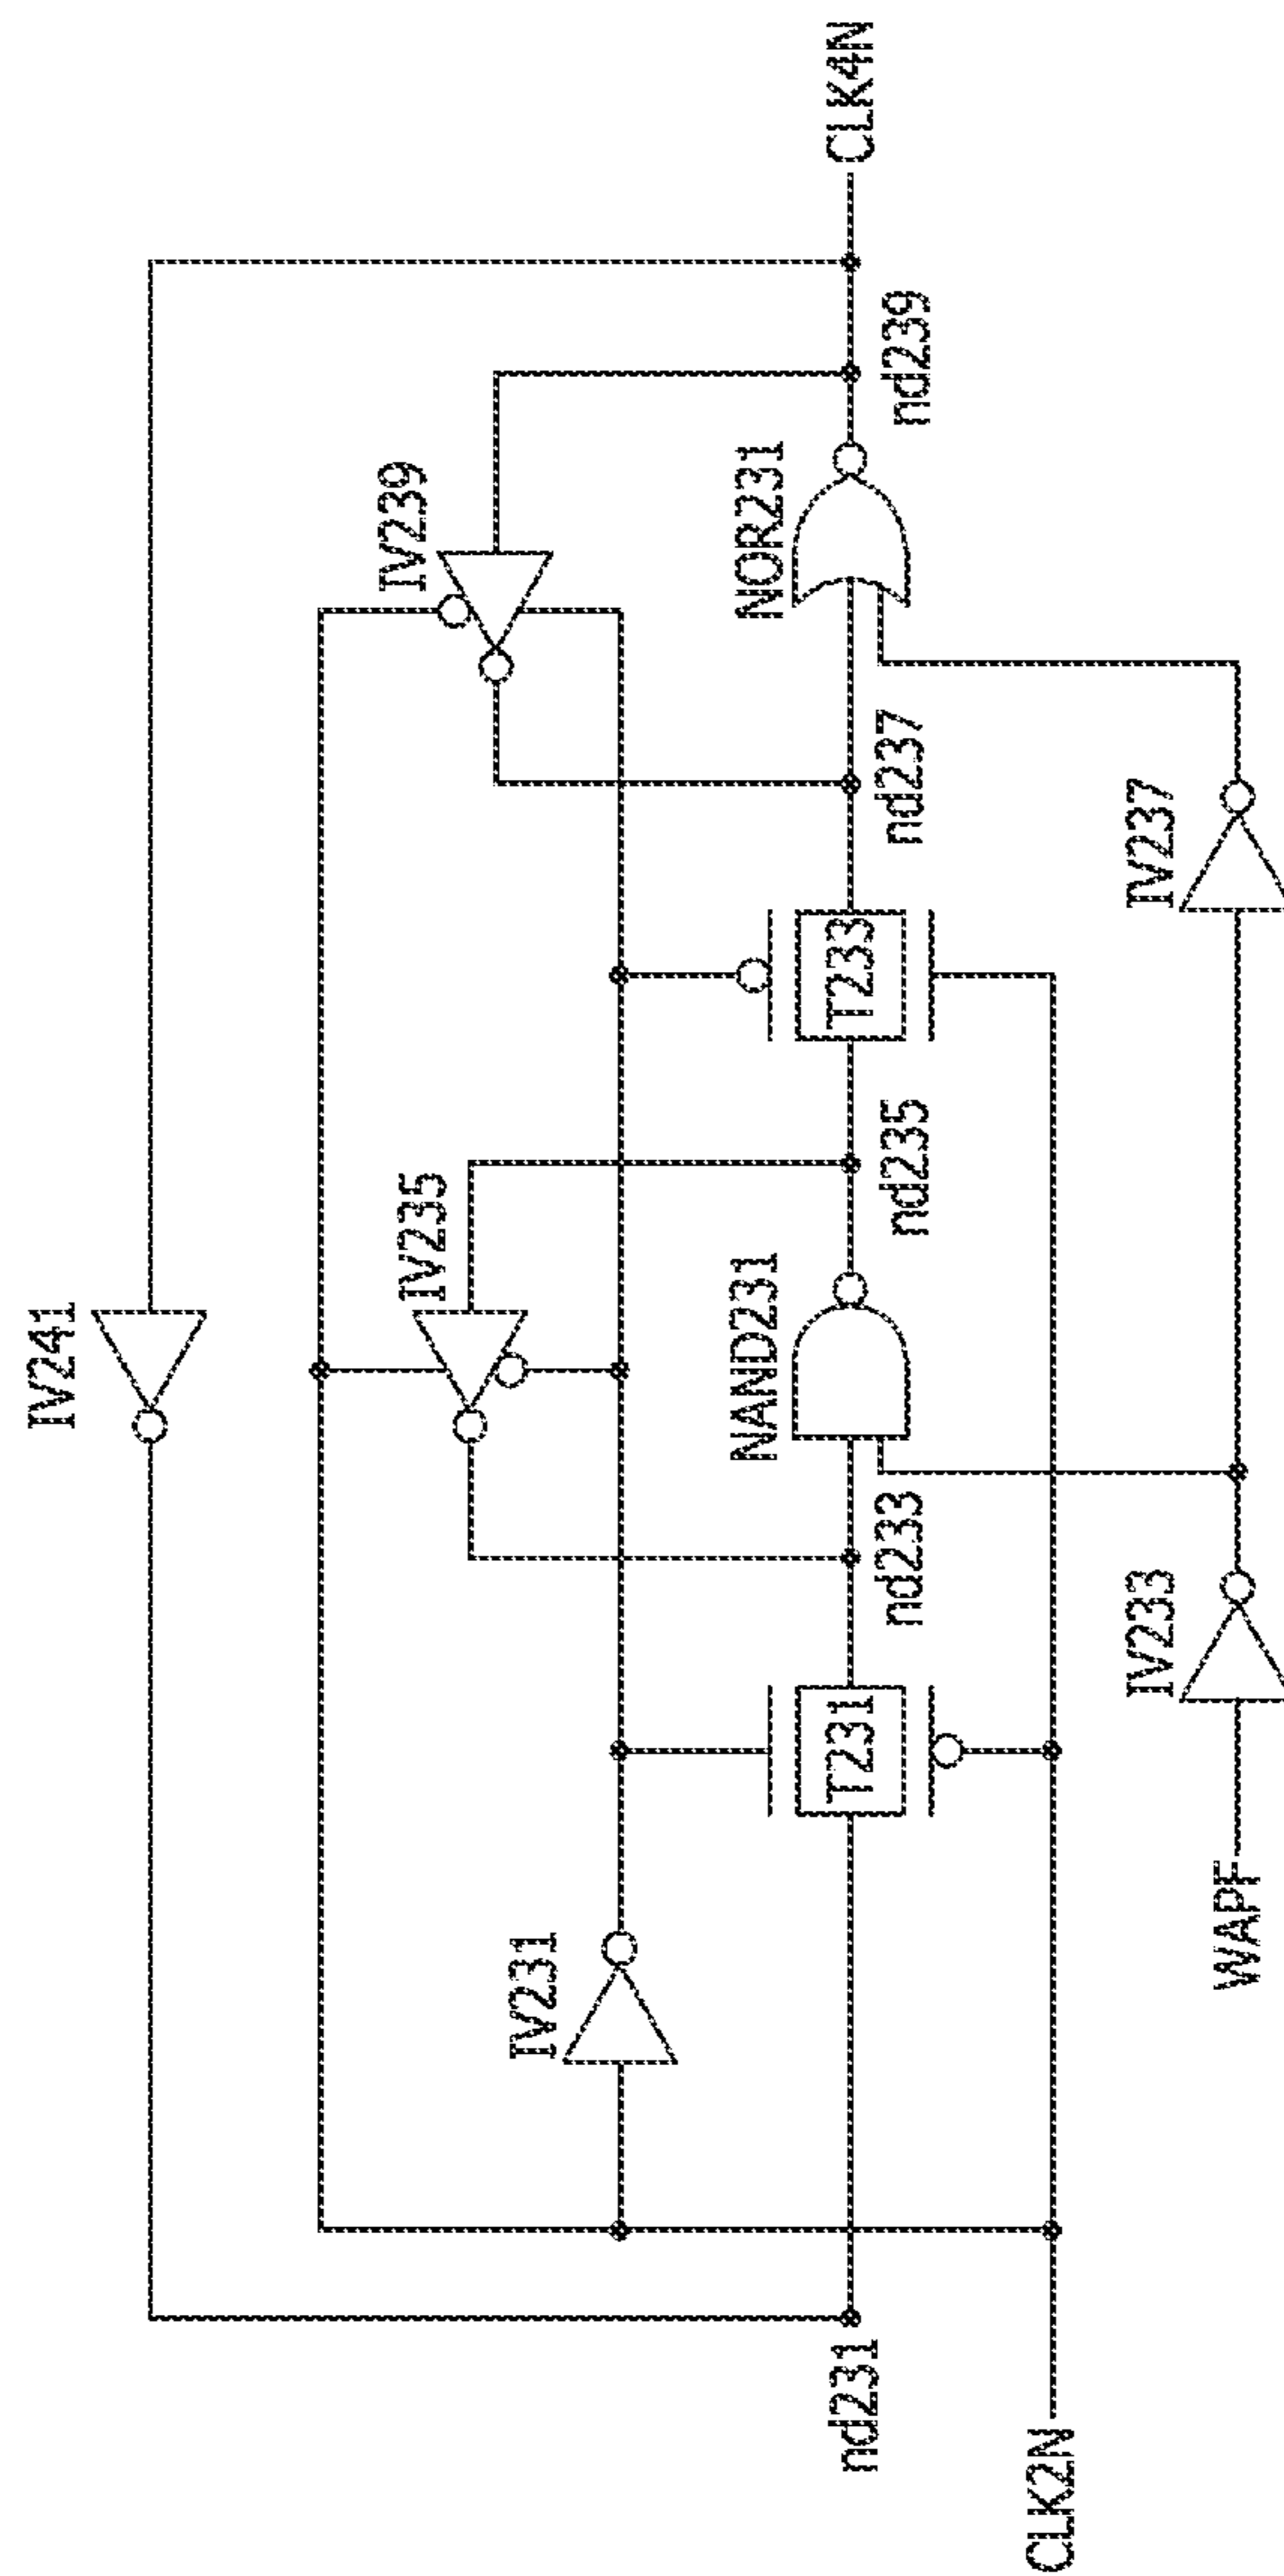 IV241
IV239
IV235
IV231
NOR231
NAND231
CLK4N
nd239
nd237
T233
nd235
nd233
T231
nd231
CLK2N
IV237
IV233
WAPF